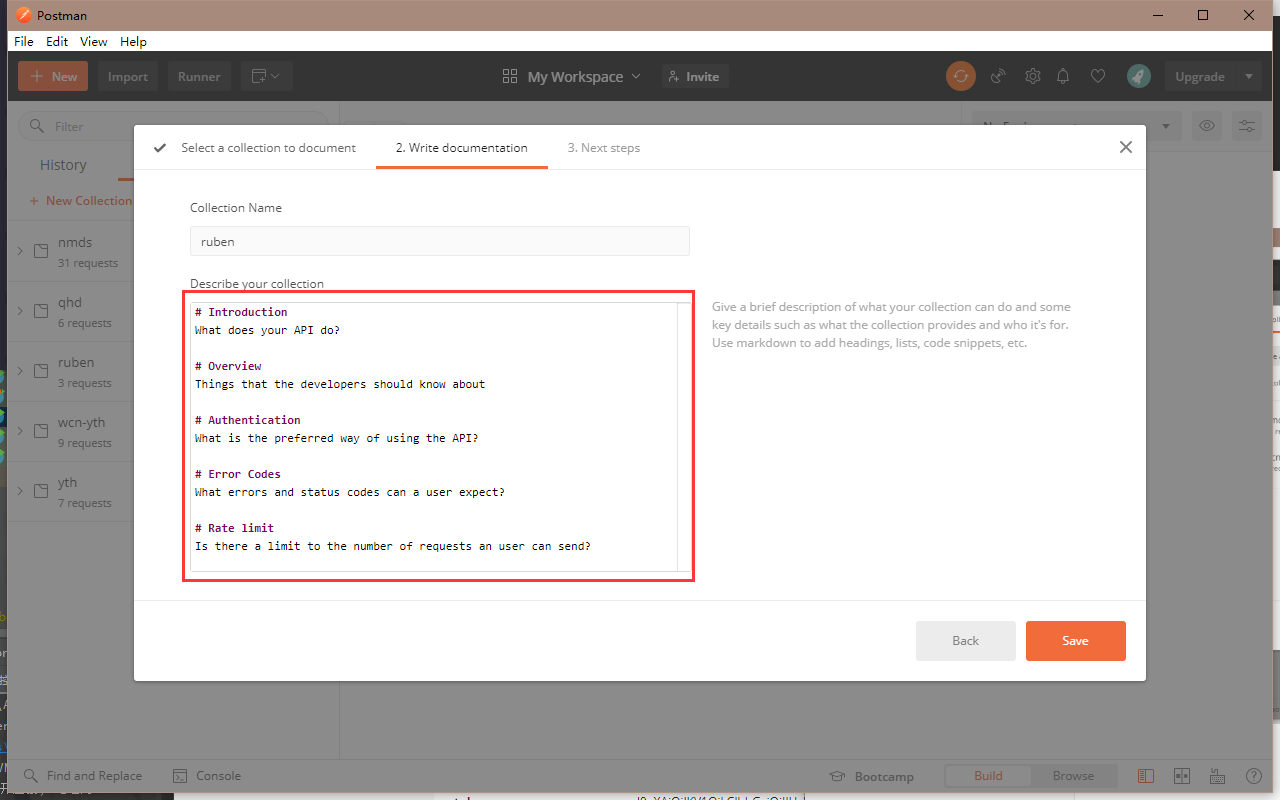 Postman
File Edit View Help
New Import Runner My Workspace Invite Upgrade
Filter
History
+ New Collection
nmds
31 requests
qhd
6 requests
ruben
3 requests
wcn-yth
9 requests
yth
7 requests
Select a collection to document 2. Write documentation 3. Next steps
Collection Name
ruben
Describe your collection
# Introduction
What does your API do?
# Overview
Things that the developers should know about
# Authentication
What is the preferred way of using the API?
# Error Codes
What errors and status codes can a user expect?
# Rate limit
Is there a limit to the number of requests an user can send?
Give a brief description of what your collection can do and some
key details such as what the collection provides and who it's for.
Use markdown to add headings, lists, code snippets, etc.
Back Save
Find and Replace Console Bootcamp Build Browse